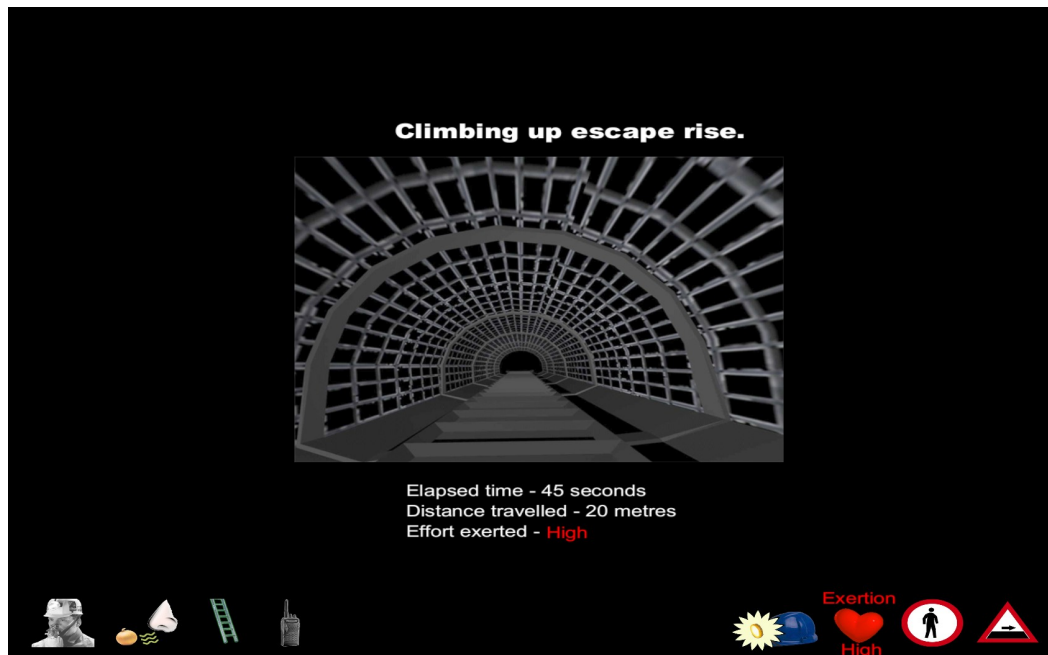 Climbing up escape rise.
Elapsed time - 45 seconds
Distance travelled - 20 metres
Effort exerted - High
Exertion
High